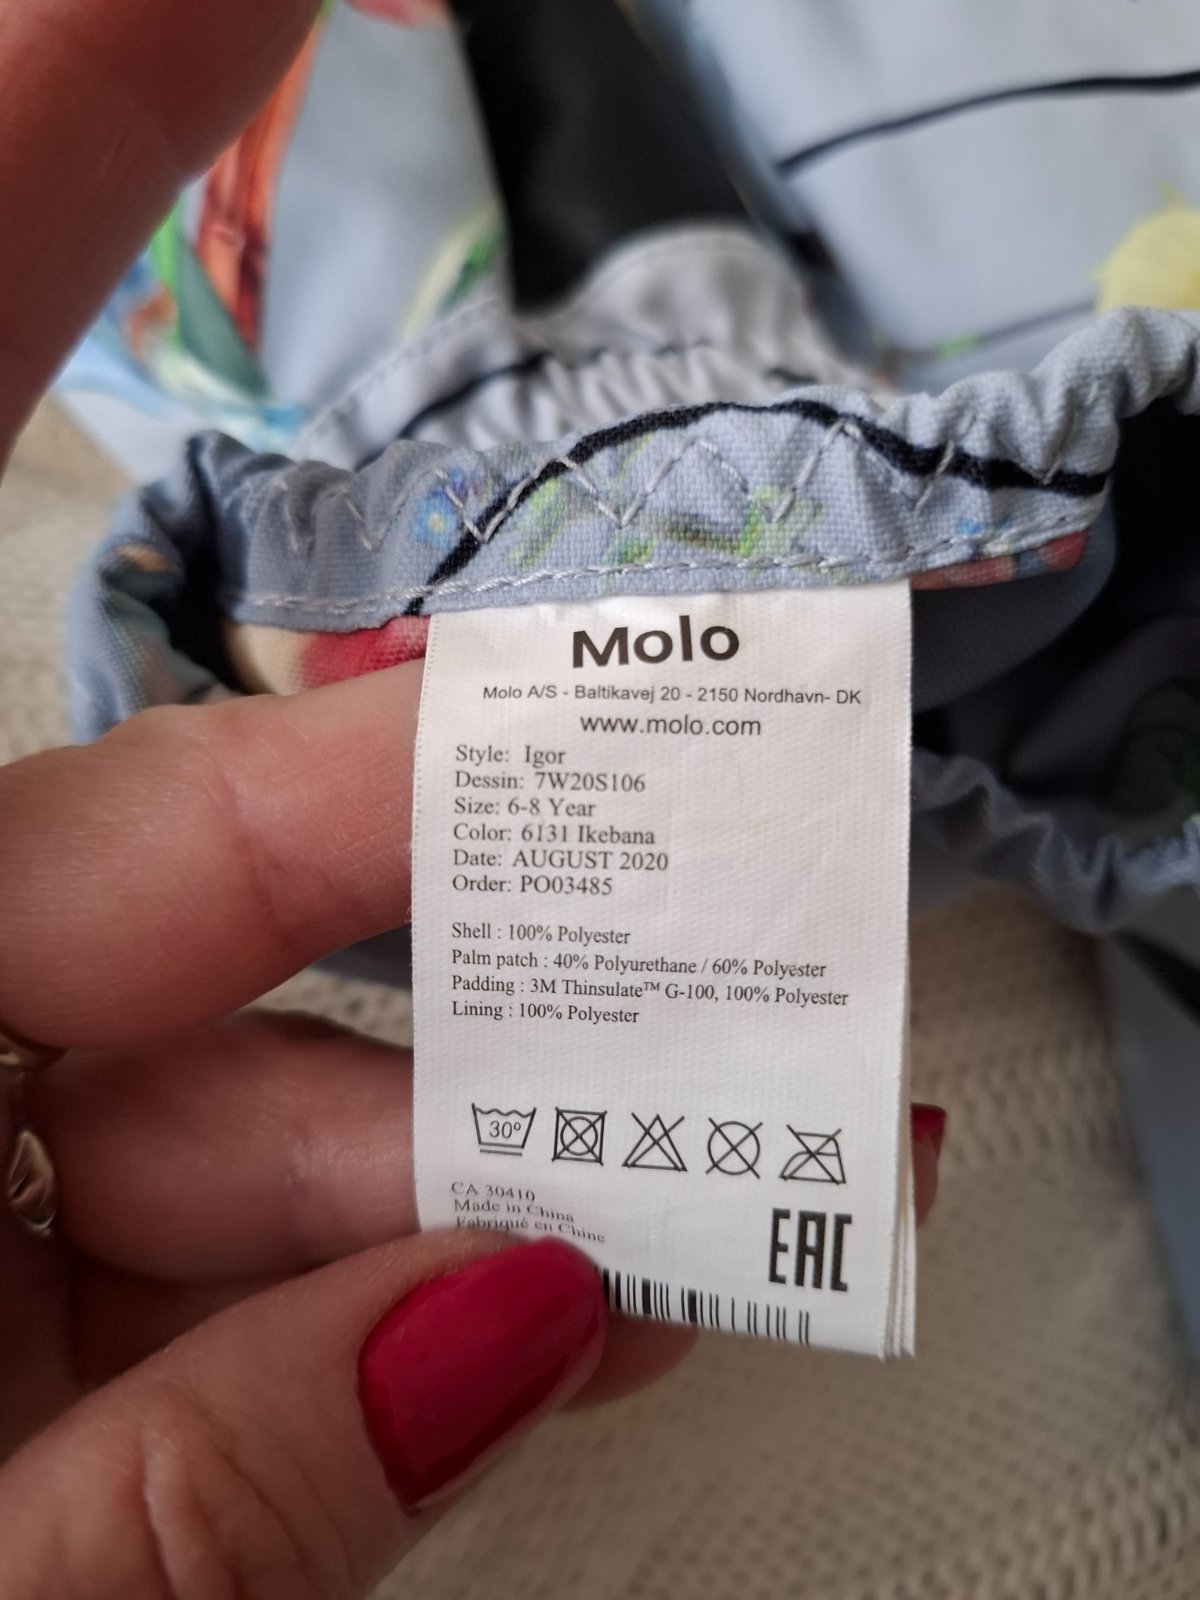 Molo
Molo A/S - Baltikavej 20 - 2150 Nordhavn- DK
www.molo.com
Style: Igor
Dessin: 7W20S106
Size: 6-8 Year
Color: 6131 Ikebana
Date: AUGUST 2020
Order: PO03485
Shell : 100% Polyester
Palm patch : 40% Polyurethane / 60% Polyester
Padding : 3M Thinsulate™ G-100, 100% Polyester
Lining : 100% Polyester
30º
CA 30410
Made in China
Fabriqué en Chine
EAC